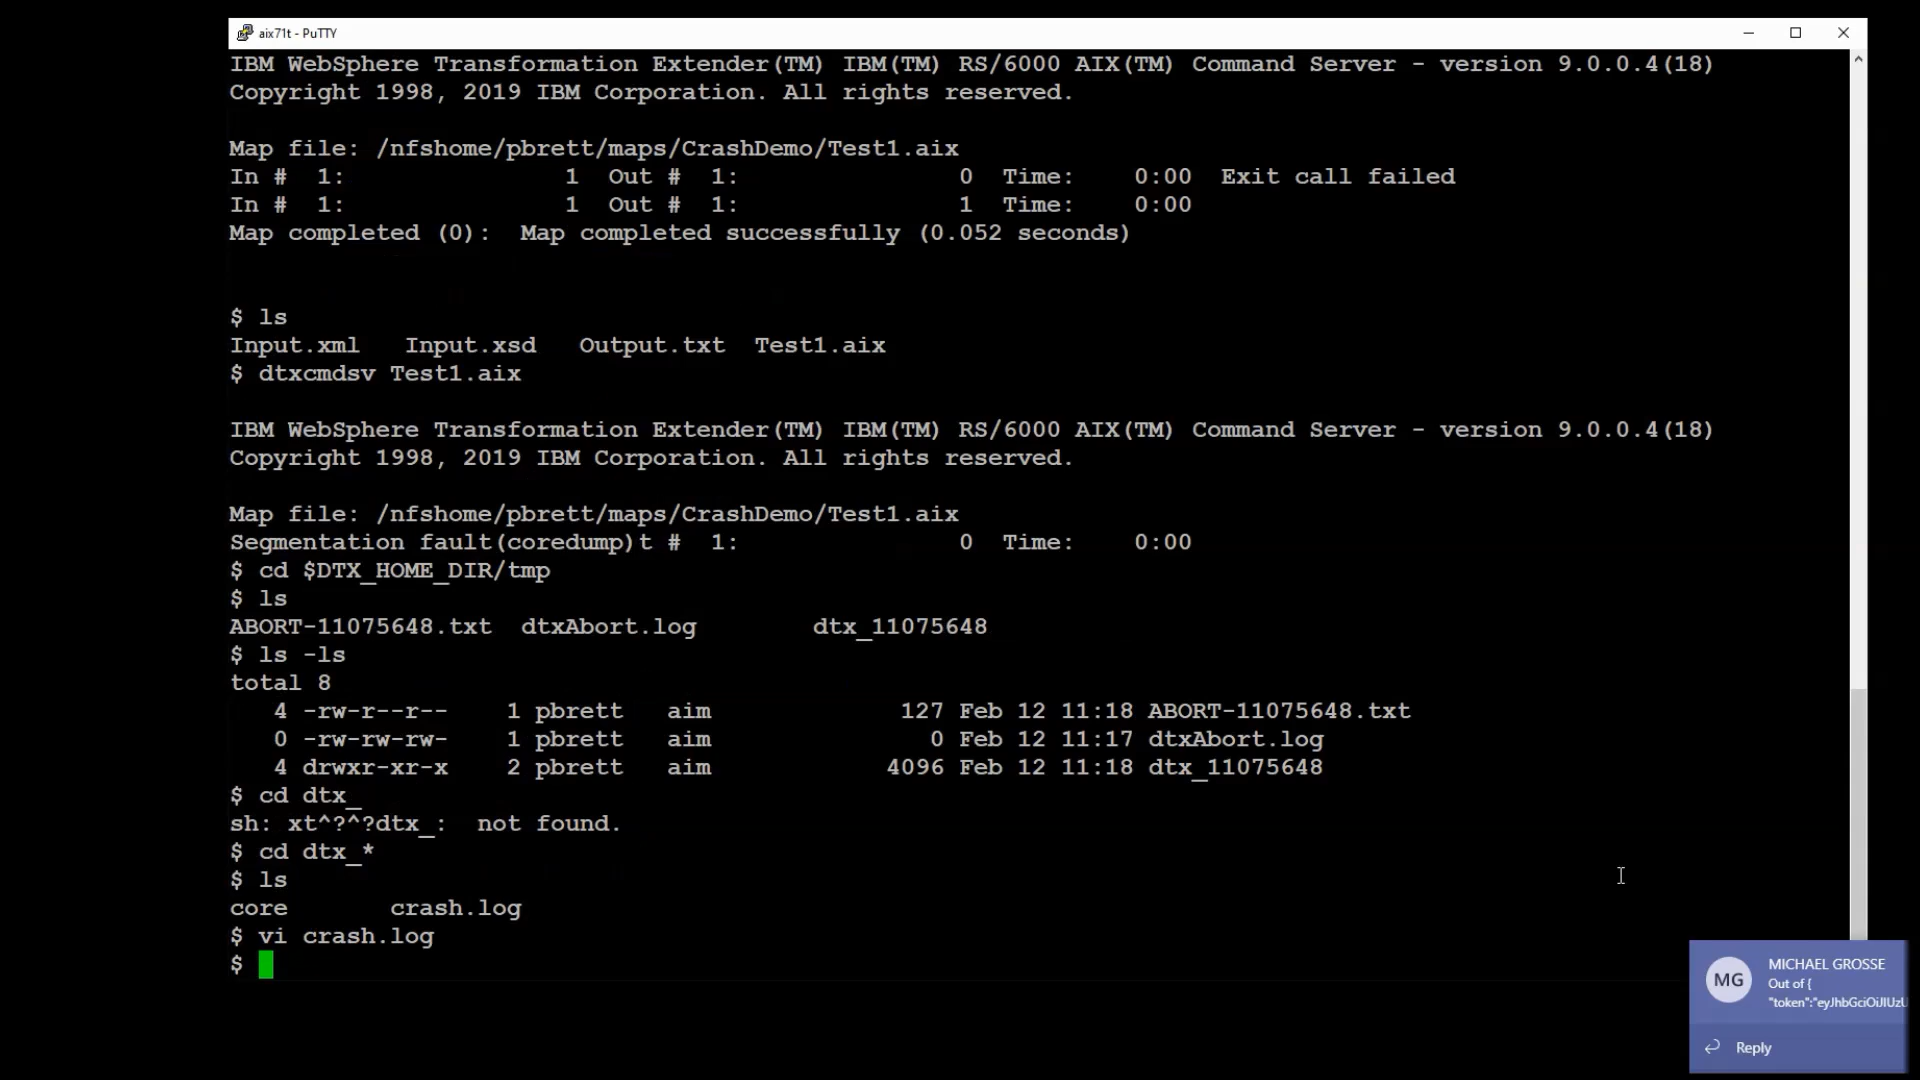 aix71t - PuTTY
IBM WebSphere Transformation Extender(TM) IBM(TM) RS/6000 AIX(TM) Command Server - version 9.0.0.4(18)
Copyright 1998, 2019 IBM Corporation. All rights reserved.
Map file: /nfshome/pbrett/maps/CrashDemo/Test1.aix
In #  1:                1  Out #  1:                0  Time:    0:00  Exit call failed
In #  1:                1  Out #  1:                1  Time:    0:00
Map completed (0):  Map completed successfully (0.052 seconds)
$ ls
Input.xml   Input.xsd   Output.txt  Test1.aix
$ dtxcmdsv Test1.aix
IBM WebSphere Transformation Extender(TM) IBM(TM) RS/6000 AIX(TM) Command Server - version 9.0.0.4(18)
Copyright 1998, 2019 IBM Corporation. All rights reserved.
Map file: /nfshome/pbrett/maps/CrashDemo/Test1.aix
Segmentation fault(coredump)t #  1:               0  Time:    0:00
$ cd $DTX_HOME_DIR/tmp
$ ls
ABORT-11075648.txt  dtxAbort.log        dtx_11075648
$ ls -ls
total 8
   4 -rw-r--r--    1 pbrett   aim             127 Feb 12 11:18 ABORT-11075648.txt
   0 -rw-rw-rw-    1 pbrett   aim               0 Feb 12 11:17 dtxAbort.log
   4 drwxr-xr-x    2 pbrett   aim            4096 Feb 12 11:18 dtx_11075648
$ cd dtx_
sh: xt^?^?dtx_:  not found.
$ cd dtx_*
$ ls
core       crash.log
$ vi crash.log
$
MG
MICHAEL GROSSE
Out of {
"token":"eyJhbGciOiJIUzU
Reply